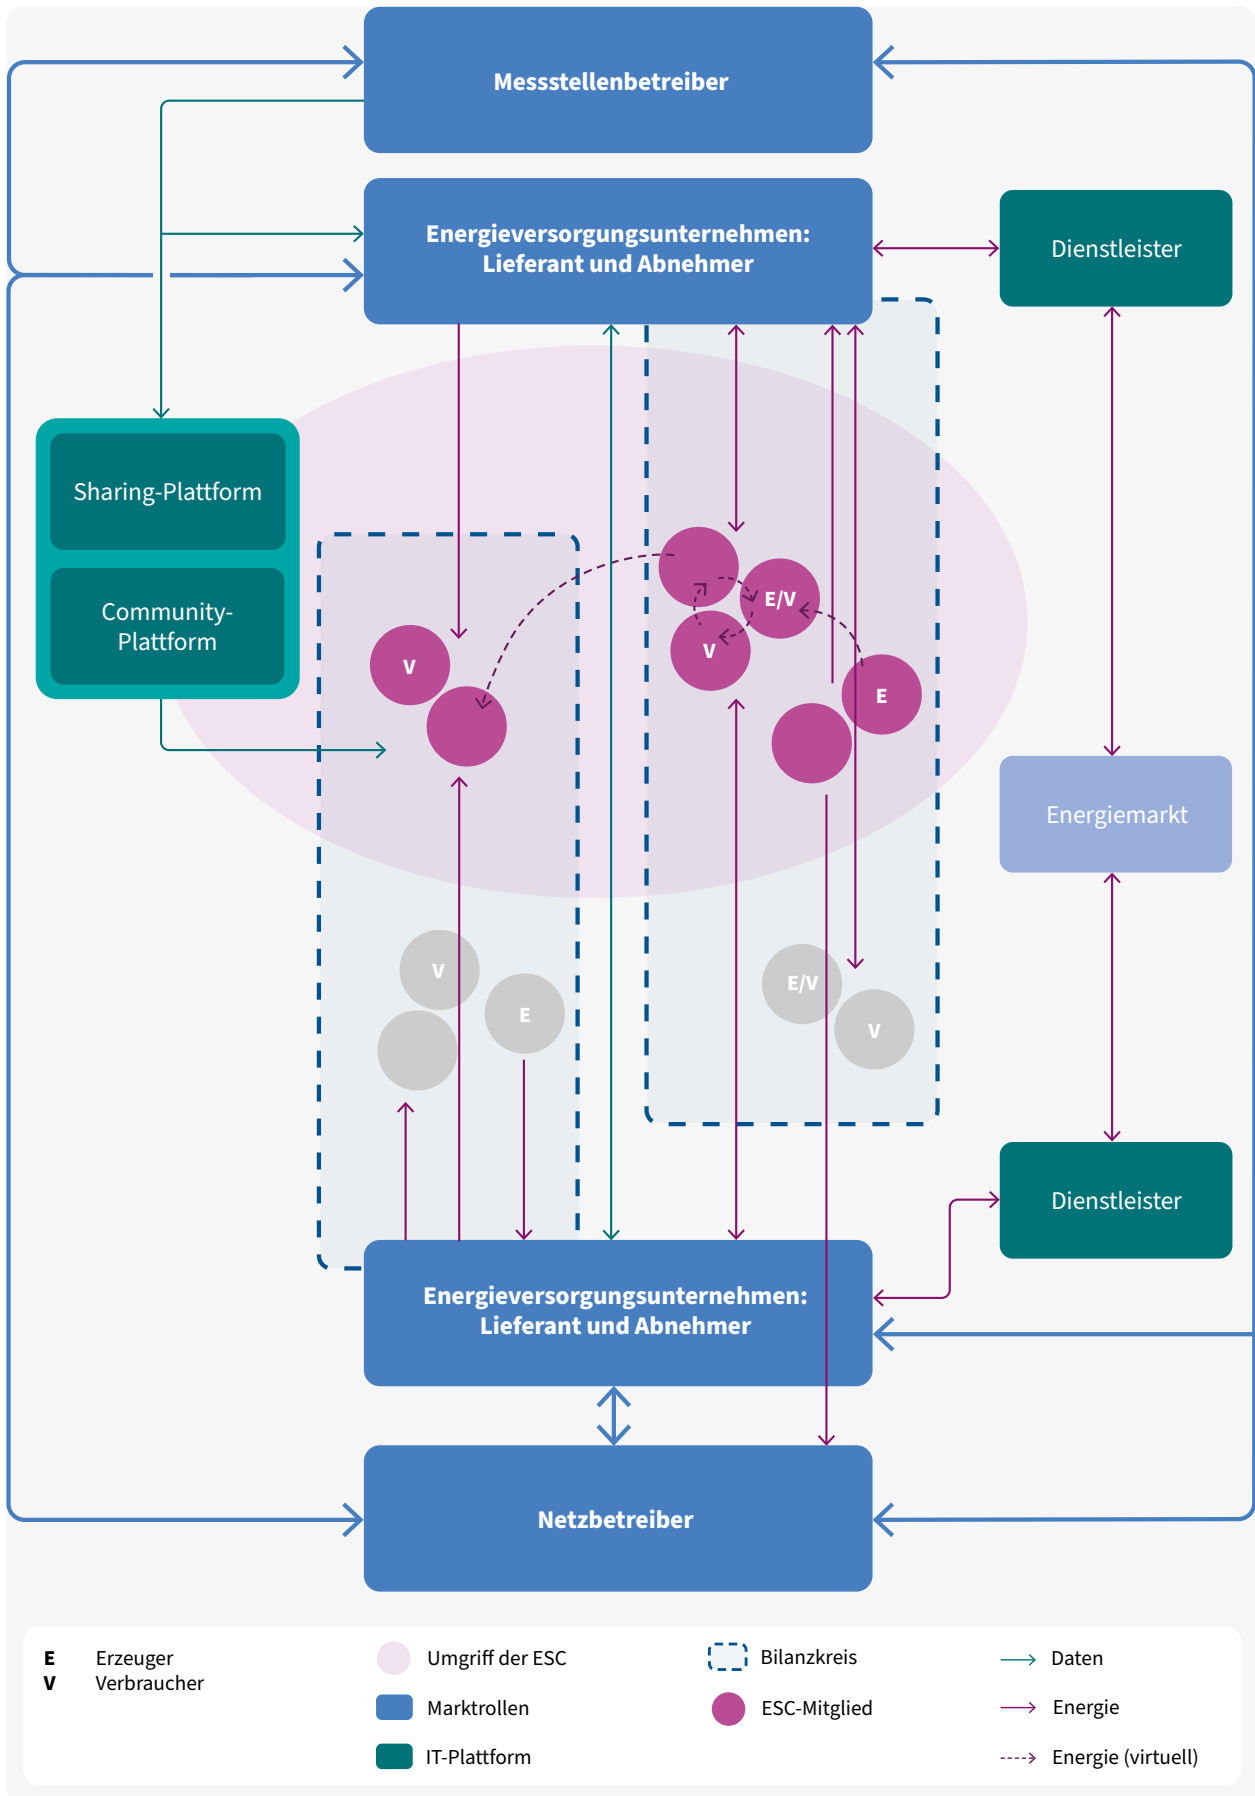 Messstellenbetreiber
Energieversorgungsunternehmen:
Lieferant und Abnehmer
Dienstleister
Sharing-Plattform
Community-
Plattform
E/V
V
V
E
Energiemarkt
V
E
E/V
V
Dienstleister
Energieversorgungsunternehmen:
Lieferant und Abnehmer
Netzbetreiber
E Erzeuger
V Verbraucher
Umgriff der ESC
Marktrollen
IT-Plattform
Bilanzkreis
ESC-Mitglied
Daten
Energie
Energie (virtuell)